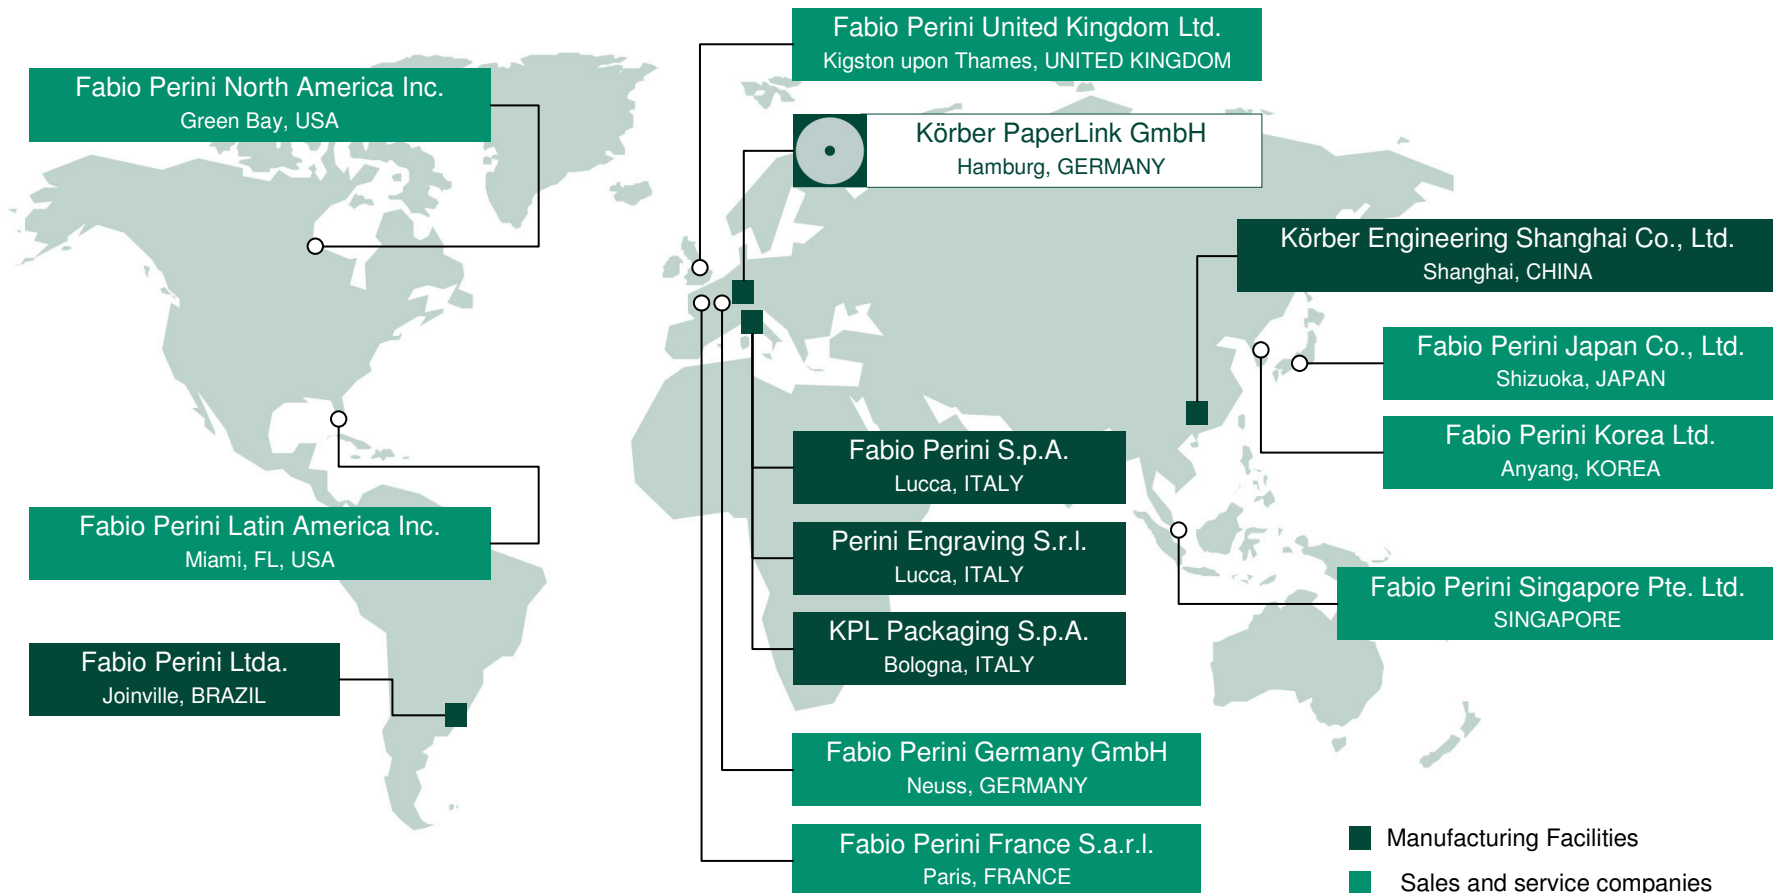 Fabio Perini United Kingdom Ltd.
Kigston upon Thames, UNITED KINGDOM
Fabio Perini North America Inc.
Green Bay, USA
Körber PaperLink GmbH
Hamburg, GERMANY
Körber Engineering Shanghai Co., Ltd.
Shanghai, CHINA
Fabio Perini Japan Co., Ltd.
Shizuoka, JAPAN
Fabio Perini Korea Ltd.
Anyang, KOREA
Fabio Perini S.p.A.
Lucca, ITALY
Fabio Perini Latin America Inc.
Miami, FL, USA
Perini Engraving S.r.l.
Lucca, ITALY
Fabio Perini Singapore Pte. Ltd.
SINGAPORE
KPL Packaging S.p.A.
Bologna, ITALY
Fabio Perini Ltda.
Joinville, BRAZIL
Fabio Perini Germany GmbH
Neuss, GERMANY
Fabio Perini France S.a.r.l.
Paris, FRANCE
Manufacturing Facilities
Sales and service companies